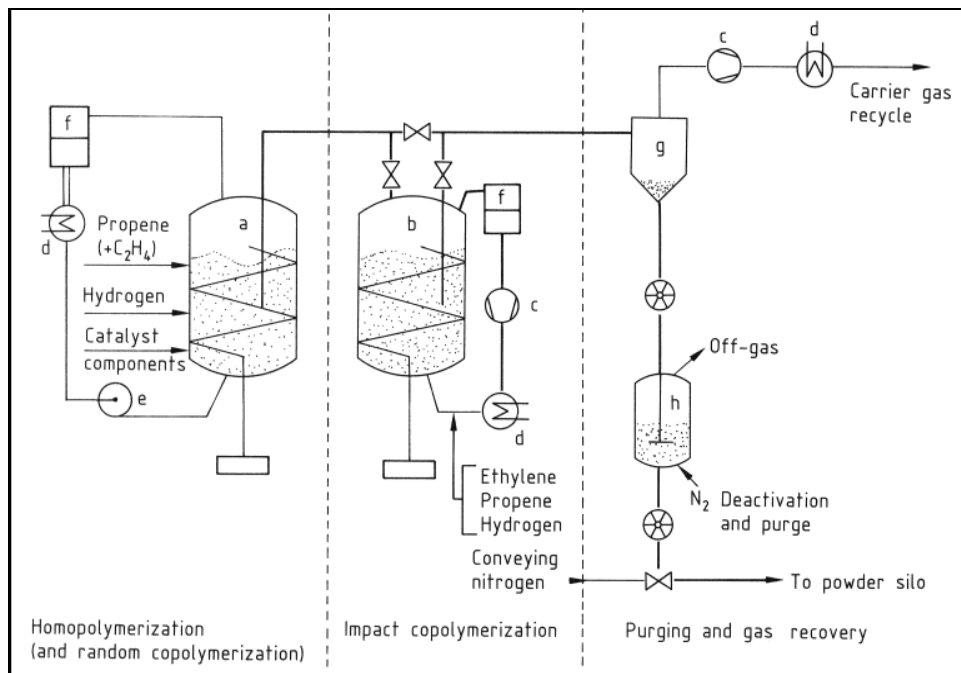 c
d
Carrier gas
recycle
f
g
a
b
f
d
Propene
(+C₂H₄)
Hydrogen
c
Catalyst
components
Off-gas
e
h
d
Ethylene
Propene
Hydrogen
N₂ Deactivation
and purge
Conveying
nitrogen
To powder silo
Homopolymerization
(and random copolymerization)
Impact copolymerization
Purging and gas recovery